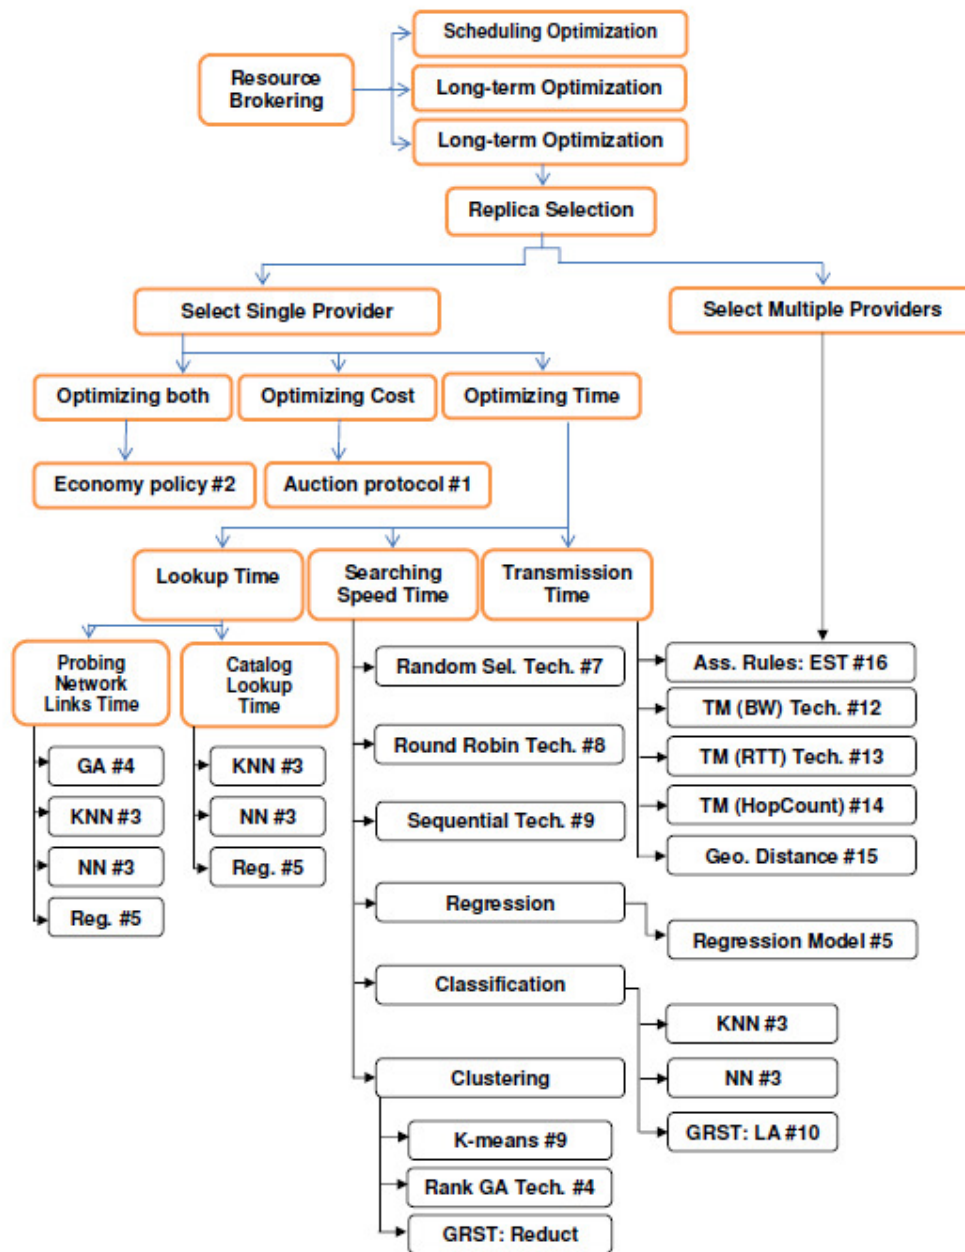 Scheduling Optimization
Resource
Brokering
Long-term Optimization
Long-term Optimization
Replica Selection
Select Single Provider
Select Multiple Providers
Optimizing both
Optimizing Cost
Optimizing Time
Economy policy #2
Auction protocol #1
Lookup Time
Searching
Speed Time
Transmission
Time
Probing
Network
Links Time
Catalog
Lookup
Time
GA #4
KNN #3
NN #3
Reg. #5
KNN #3
NN #3
Reg. #5
Random Sel. Tech. #7
Round Robin Tech. #8
Sequential Tech. #9
Regression
Classification
Clustering
K-means #9
Rank GA Tech. #4
GRST: Reduct
Ass. Rules: EST #16
TM (BW) Tech. #12
TM (RTT) Tech. #13
TM (HopCount) #14
Geo. Distance #15
Regression Model #5
KNN #3
NN #3
GRST: LA #10